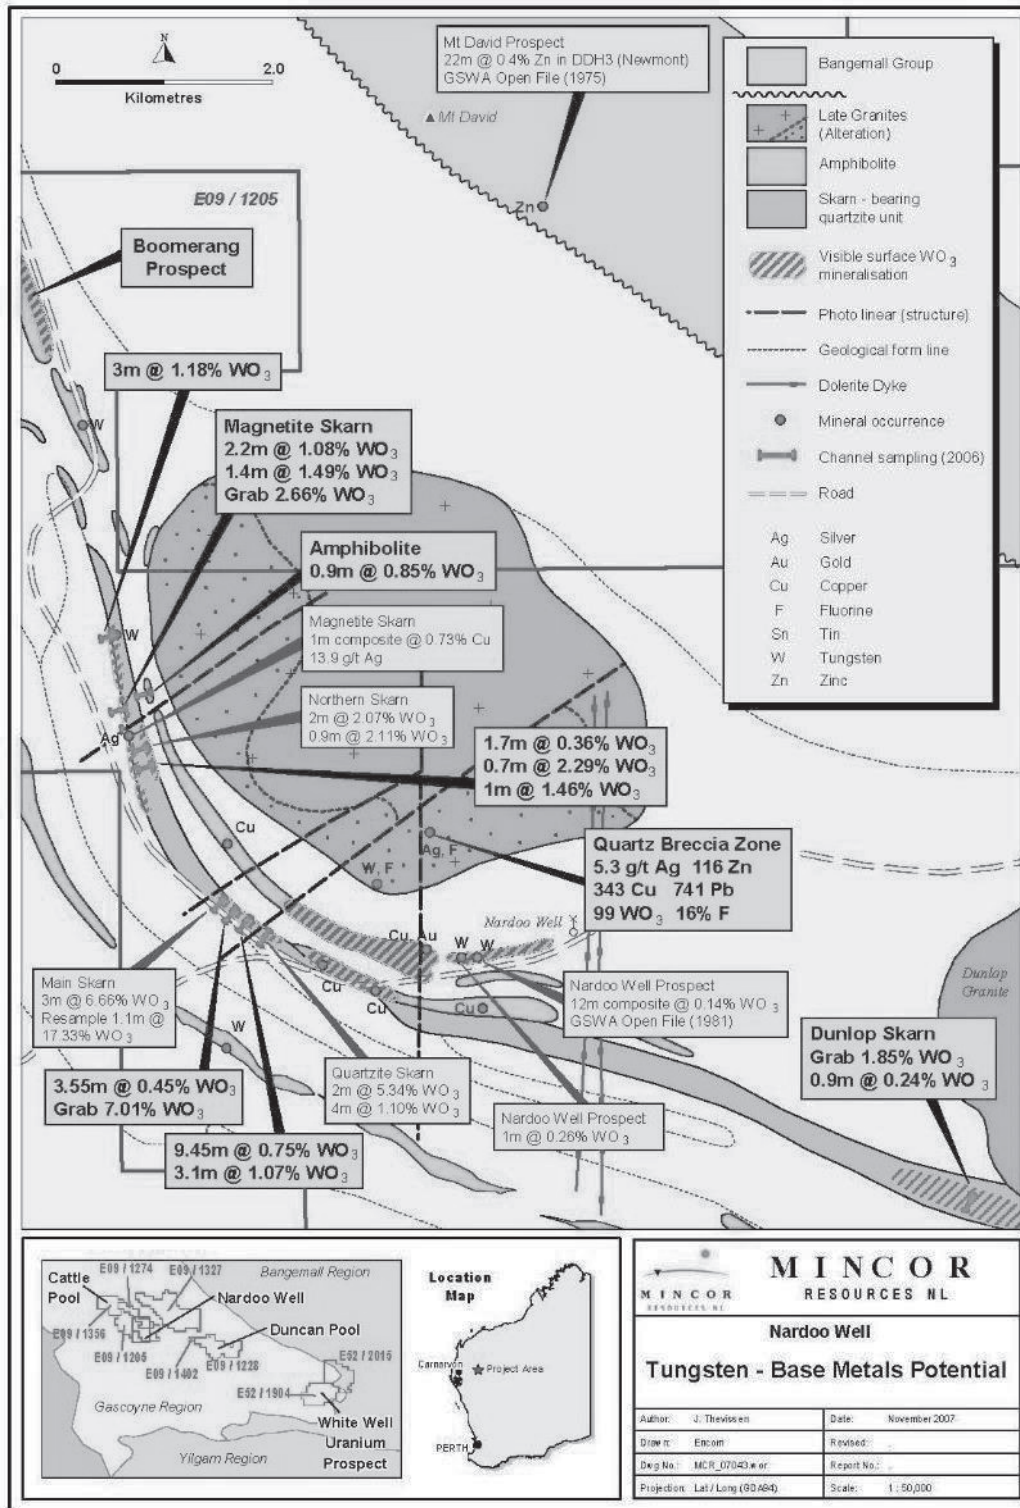 N
0 2.0
Kilometres
Mt David Prospect
22m @ 0.4% Zn in DDH3 (Newmont)
GSWA Open File (1975)
Mt David
Zn
E09 / 1205
Boomerang
Prospect
3m @ 1.18% WO3
W
Magnetite Skarn
2.2m @ 1.08% WO3
1.4m @ 1.49% WO3
Grab 2.66% WO3
Amphibolite
0.9m @ 0.85% WO3
W
Magnetite Skarn
1m composite @ 0.73% Cu
13.9 g/t Ag
Northern Skarn
2m @ 2.07% WO3
0.9m @ 2.11% WO3
Ag
1.7m @ 0.36% WO3
0.7m @ 2.29% WO3
1m @ 1.46% WO3
Cu
Ag, F
W, F
Quartz Breccia Zone
5.3 g/t Ag 116 Zn
343 Cu 741 Pb
99 WO3 16% F
Nardoo Well
Cu Au
W W
Cu
Cu
Cu
Main Skarn
3m @ 6.66% WO3
Resample 1.1m @
17.33% WO3
W
Nardoo Well Prospect
12m composite @ 0.14% WO3
GSWA Open File (1981)
Dunlop
Granite
Dunlop Skarn
Grab 1.85% WO3
0.9m @ 0.24% WO3
3.55m @ 0.45% WO3
Grab 7.01% WO3
Quartzite Skarn
2m @ 5.34% WO3
4m @ 1.10% WO3
Nardoo Well Prospect
1m @ 0.26% WO3
9.45m @ 0.75% WO3
3.1m @ 1.07% WO3
Bangemall Group
Late Granites
(Alteration)
Amphibolite
Skarn - bearing
quartzite unit
Visible surface WO3
mineralisation
Photo linear (structure)
Geological form line
Dolerite Dyke
Mineral occurrence
Channel sampling (2006)
Road
Ag Silver
Au Gold
Cu Copper
F Fluorine
Sn Tin
W Tungsten
Zn Zinc
E09 / 1274 E09 / 1327
Bangemall Region
Cattle
Pool
Nardoo Well
E09 / 1356
Duncan Pool
E09 / 1205
E09 / 1402
E09 / 1228
E52 / 2015
E52 / 1904
Gascoyne Region
White Well
Uranium
Prospect
Yilgarn Region
Location
Map
Carnarvon
Project Area
PERTH
MINCOR
RESOURCES NL
MINCOR
RESOURCES NL
Nardoo Well
Tungsten - Base Metals Potential
Author: J. Thevissen Date: November 2007
Drawn: Encom Revised:
Dwg No.: MCR_07043.wor Report No.:
Projection: Lat / Long (GDA94) Scale: 1 : 50,000